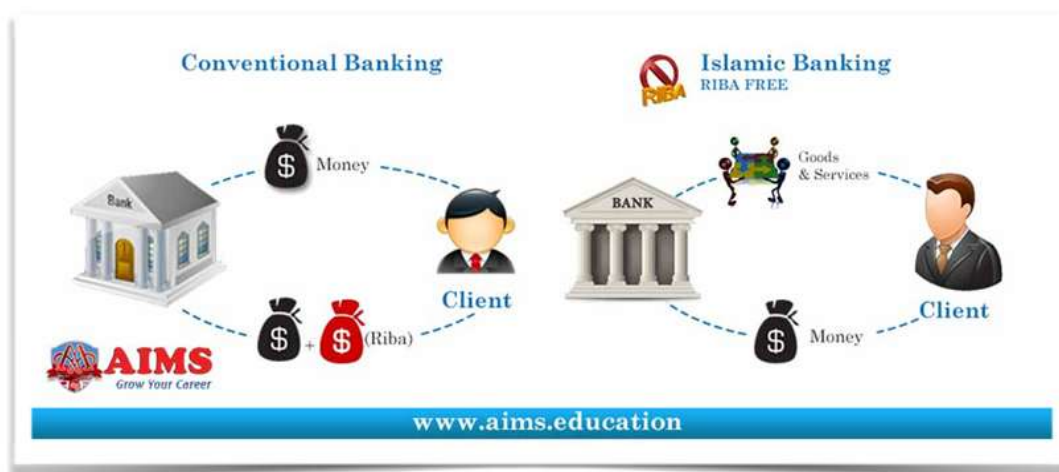 Conventional Banking
Bank
$
Money
$
+
$
(Riba)
Client
RIBA
Islamic Banking
RIBA FREE
BANK
Goods
& Services
$
Money
Client
AIMS
Grow Your Career
www.aims.education